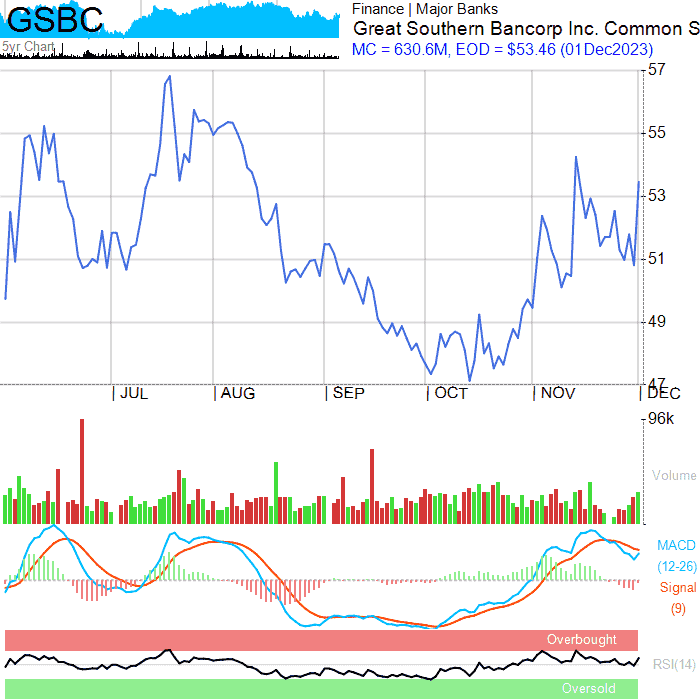 GSBC
5yr Chart
Finance | Major Banks
Great Southern Bancorp Inc. Common S
MC = 630.6M, EOD = $53.46 (01Dec2023)
57
55
53
51
49
47
JUL
AUG
SEP
OCT
NOV
DEC
96k
Volume
MACD
(12-26)
Signal
(9)
Overbought
RSI(14)
Oversold